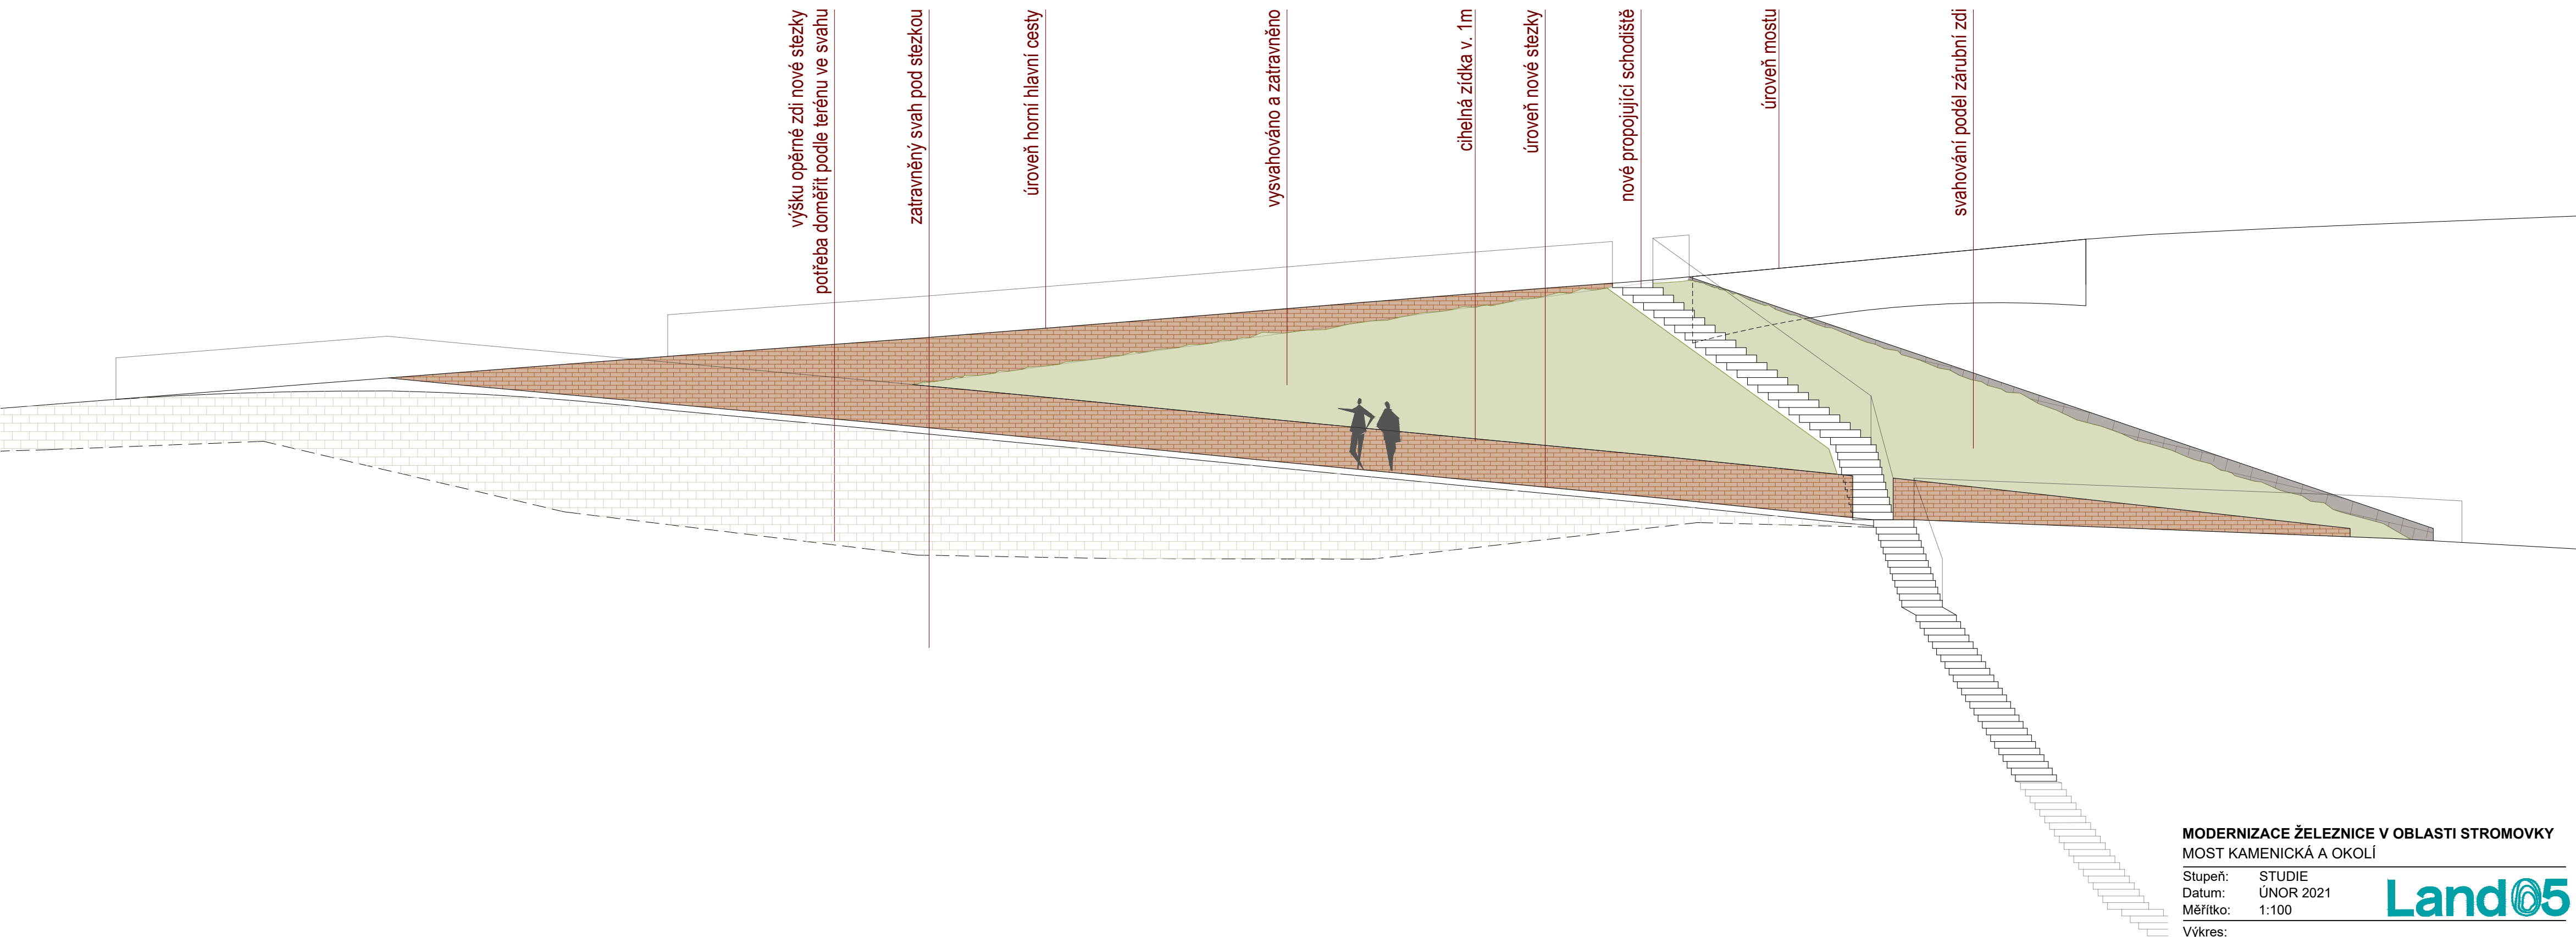 výšku opěrné zdi nové stezky
potřeba doměřit podle terénu ve svahu
zatravněný svah pod stezkou
úroveň horní hlavní cesty
vysvahováno a zatravněno
cihelná zídka v. 1m
úroveň nové stezky
nové propojující schodiště
úroveň mostu
svahování podél zárubní zdi
MODERNIZACE ŽELEZNICE V OBLASTI STROMOVKY
MOST KAMENICKÁ A OKOLÍ
Stupeň: STUDIE
Datum: ÚNOR 2021
Měřítko: 1:100
Land05
Výkres: